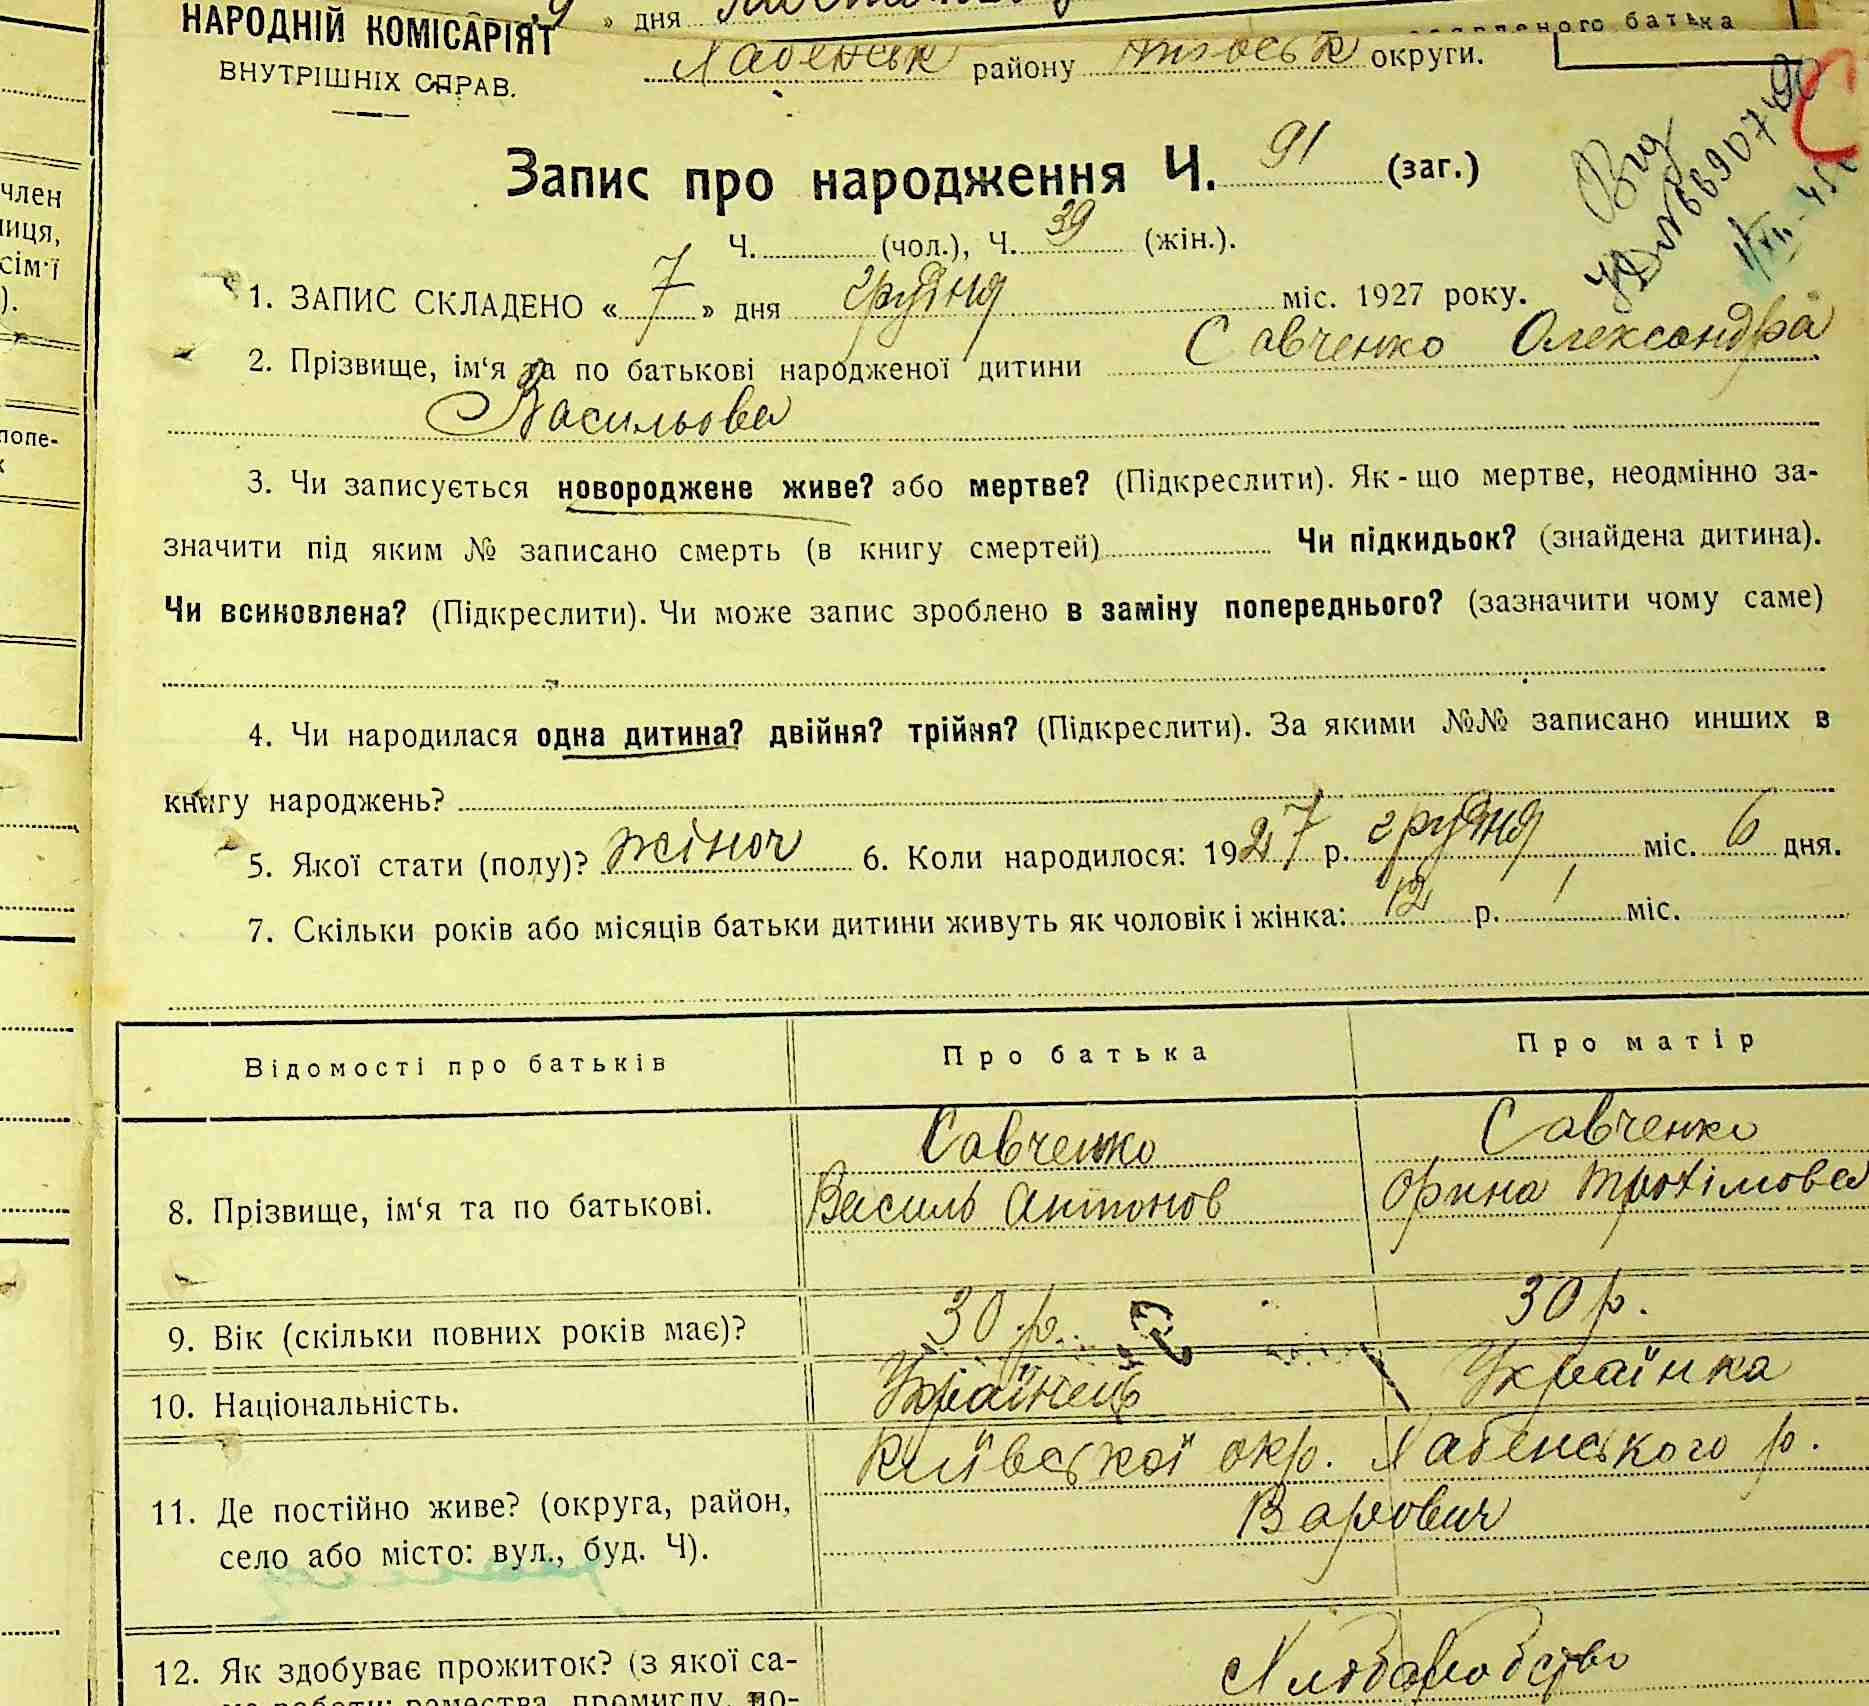 » дня
НАРОДНІЙ КОМІСАРІЯТ
ВНУТРІШНІХ СПРАВ.
Хабенськ району округи.
Запис про народження Ч. 91 (заг.)
Ч. (чол.), Ч. 39 (жін.).
1. ЗАПИС СКЛАДЕНО « 7 » дня грудня міс. 1927 року.
2. Прізвище, ім‘я та по батькові народженої дитини Савченко Олександра
Васильова
3. Чи записується новороджене живе? або мертве? (Підкреслити). Як-що мертве, неодмінно за-
значити під яким № записано смерть (в книгу смертей) Чи підкидьок? (знайдена дитина).
Чи всиновлена? (Підкреслити). Чи може запис зроблено в заміну попереднього? (зазначити чому саме)
4. Чи народилася одна дитина? двійня? трійня? (Підкреслити). За якими №№ записано инших в
книгу народжень?
5. Якої стати (полу)? жіноч 6. Коли народилося: 1927 р. грудня міс. 6 дня.
7. Скільки років або місяців батьки дитини живуть як чоловік і жінка: 12 р. міс.
Відомості про батьків Про батька Про матір
8. Прізвище, ім‘я та по батькові. Савченко Василь Антонов Савченко Орина Трохімова
9. Вік (скільки повних років має)? 30 р. 30 р.
10. Національність. Українець Українка
11. Де постійно живе? (округа, район, Київської окр. Хабенського р.
село або місто: вул., буд. Ч). Варовичі
12. Як здобуває прожиток? (з якої са- Хліборобство
член
иця,
сім‘ї
).
попе-